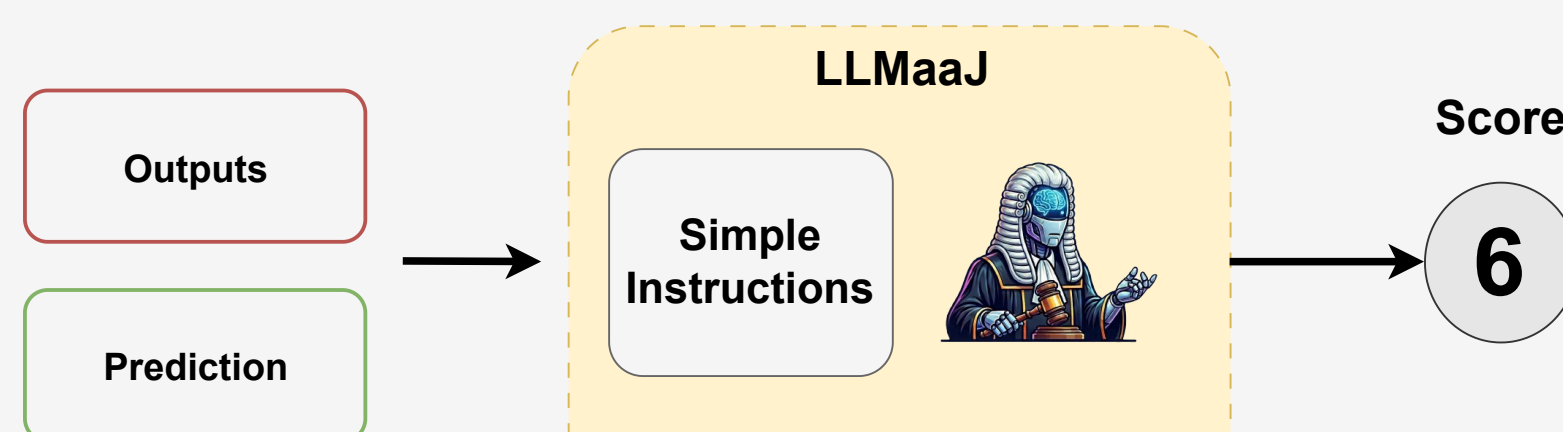 LLMaaJ
Score
Outputs
Simple
Instructions
6
Prediction